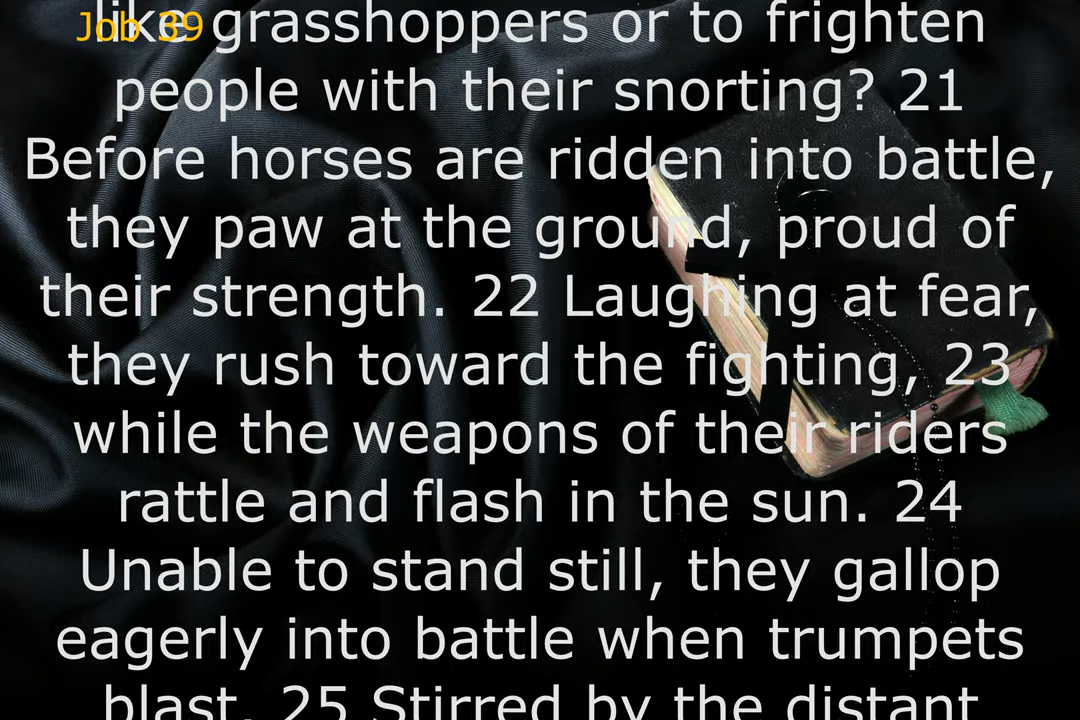 Job 39
like grasshoppers or to frighten
people with their snorting? 21
Before horses are ridden into battle,
they paw at the ground, proud of
their strength. 22 Laughing at fear,
they rush toward the fighting, 23
while the weapons of their riders
rattle and flash in the sun. 24
Unable to stand still, they gallop
eagerly into battle when trumpets
blast. 25 Stirred by the distant